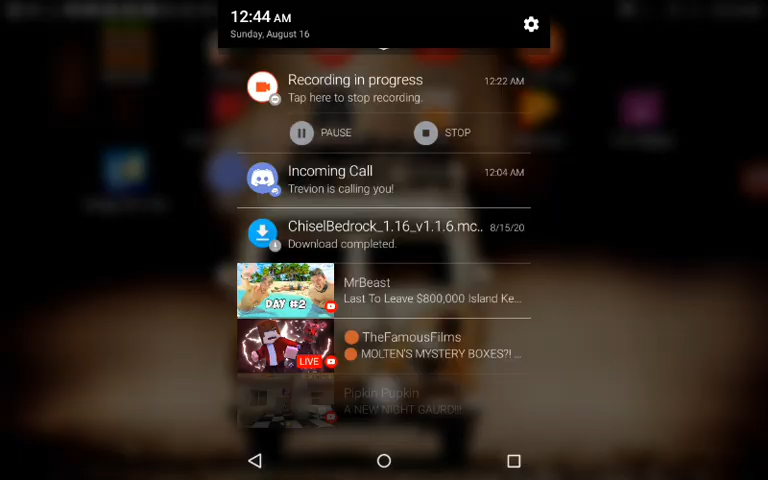 12:44 AM
Sunday, August 16
Recording in progress
12:22 AM
Tap here to stop recording.
PAUSE
STOP
Incoming Call
12:04 AM
Trevion is calling you!
ChiselBedrock_1.16_v1.1.6.mc..
8/15/20
Download completed.
DAY #2
MrBeast
Last To Leave $800,000 Island Ke...
LIVE
TheFamousFilms
MOLTEN'S MYSTERY BOXES?! ...
Pipkin Pupkin
A NEW NIGHT GAURD!!!